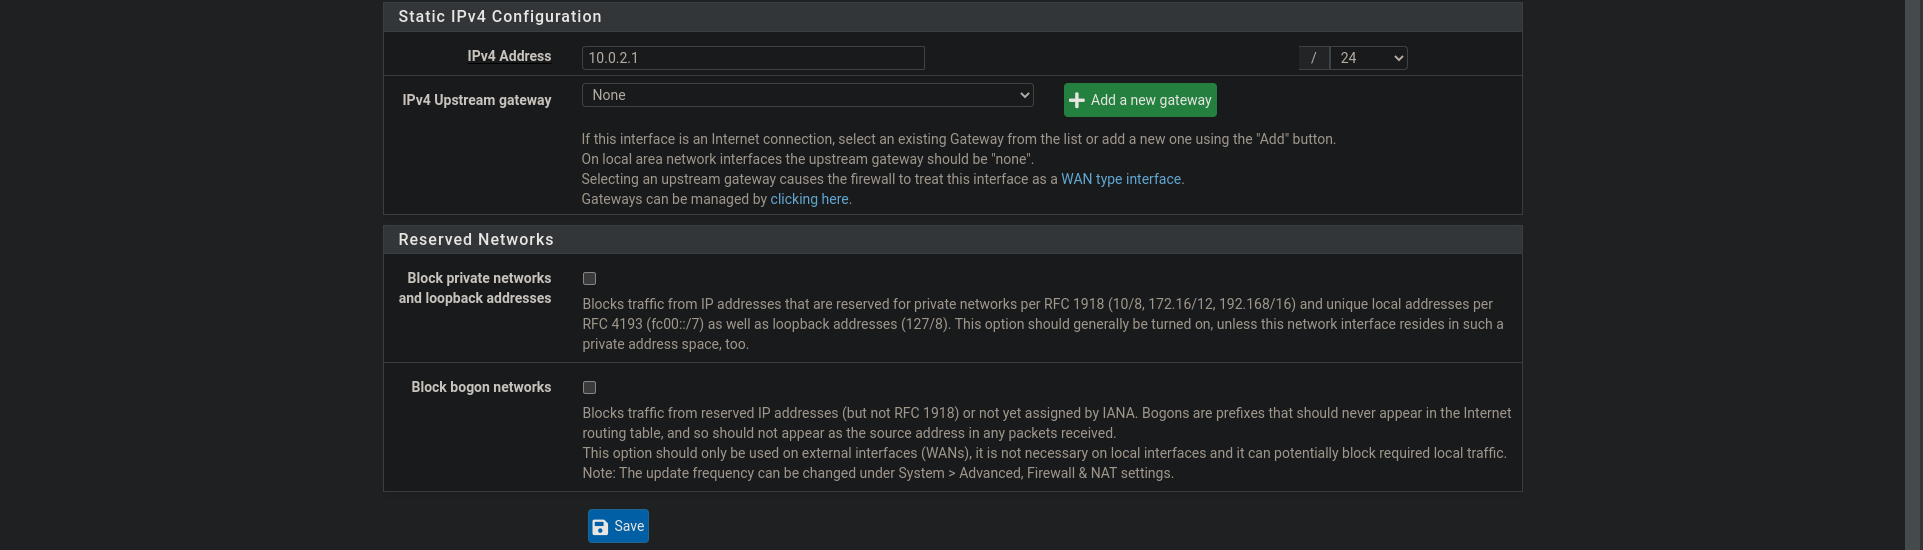 Static IPv4 Configuration
IPv4 Address
10.0.2.1
/ 24
IPv4 Upstream gateway
None
Add a new gateway
If this interface is an Internet connection, select an existing Gateway from the list or add a new one using the "Add" button.
On local area network interfaces the upstream gateway should be "none".
Selecting an upstream gateway causes the firewall to treat this interface as a WAN type interface.
Gateways can be managed by clicking here.
Reserved Networks
Block private networks
and loopback addresses
Blocks traffic from IP addresses that are reserved for private networks per RFC 1918 (10/8, 172.16/12, 192.168/16) and unique local addresses per
RFC 4193 (fc00::/7) as well as loopback addresses (127/8). This option should generally be turned on, unless this network interface resides in such a
private address space, too.
Block bogon networks
Blocks traffic from reserved IP addresses (but not RFC 1918) or not yet assigned by IANA. Bogons are prefixes that should never appear in the Internet
routing table, and so should not appear as the source address in any packets received.
This option should only be used on external interfaces (WANs), it is not necessary on local interfaces and it can potentially block required local traffic.
Note: The update frequency can be changed under System > Advanced, Firewall & NAT settings.
Save